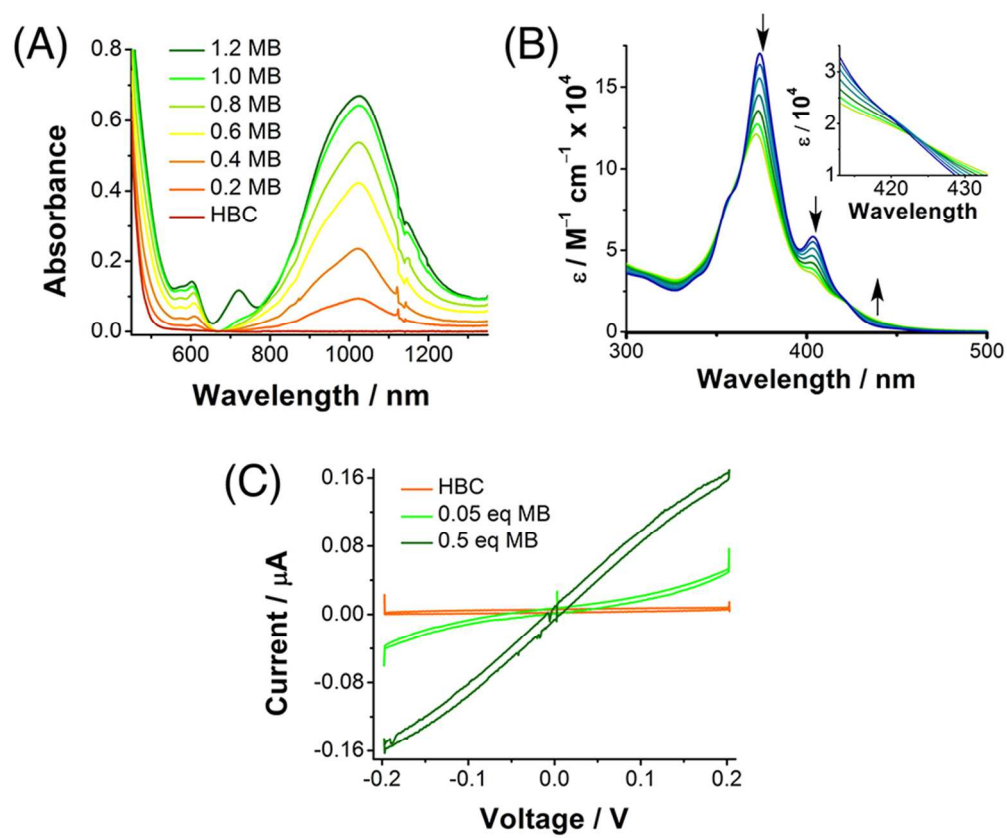 (A)
0.8
0.6
0.4
0.2
0.0
Absorbance
1.2 MB
1.0 MB
0.8 MB
0.6 MB
0.4 MB
0.2 MB
HBC
600 800 1000 1200
Wavelength / nm
(B)
15
10
5
0
ε / M⁻¹ cm⁻¹ x 10⁴
3
2
1
ε / 10⁴
420 430
Wavelength
300 400 500
Wavelength / nm
(C)
0.16
0.08
0.00
-0.08
-0.16
Current / μA
HBC
0.05 eq MB
0.5 eq MB
-0.2 -0.1 0.0 0.1 0.2
Voltage / V